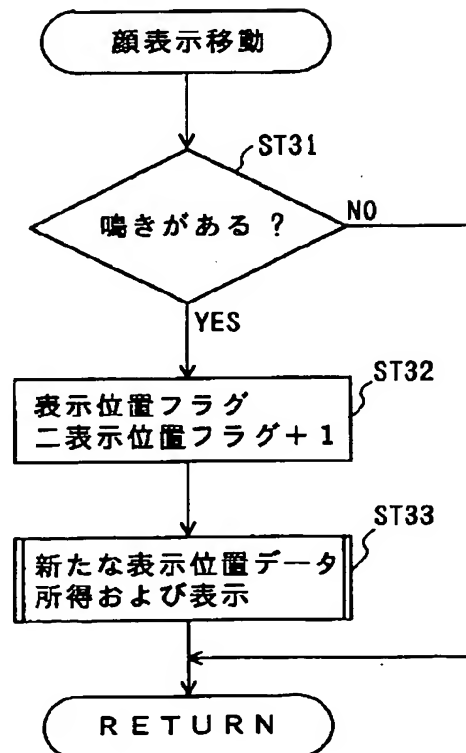 顔表示移動
ST31
鳴きがある ?
NO
YES
ST32
表示位置フラグ
二表示位置フラグ+1
ST33
新たな表示位置データ
所得および表示
RETURN